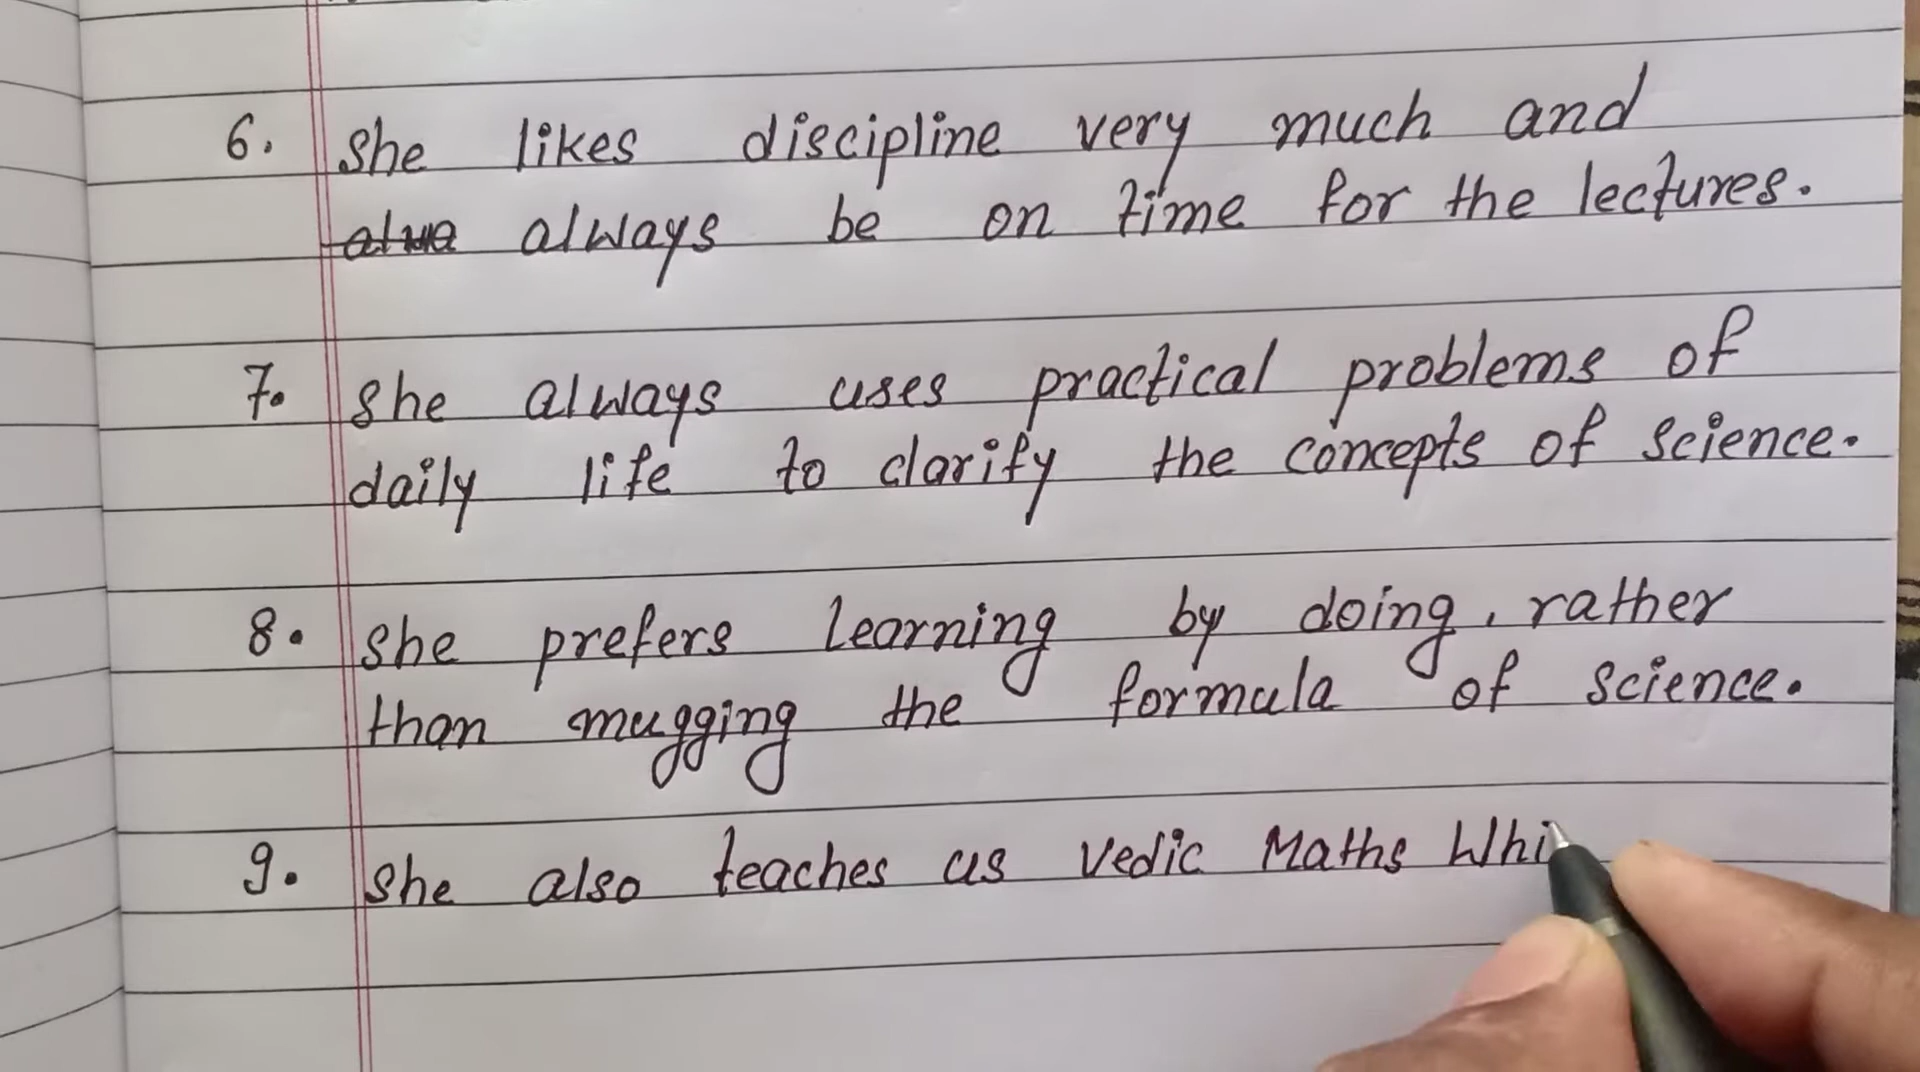 6. She likes discipline very much and
always be on time for the lectures.
7. She always uses practical problems of
daily life to clarify the concepts of science.
8. She prefers learning by doing, rather
than mugging the formula of science.
9. She also teaches us Vedic Maths Whi